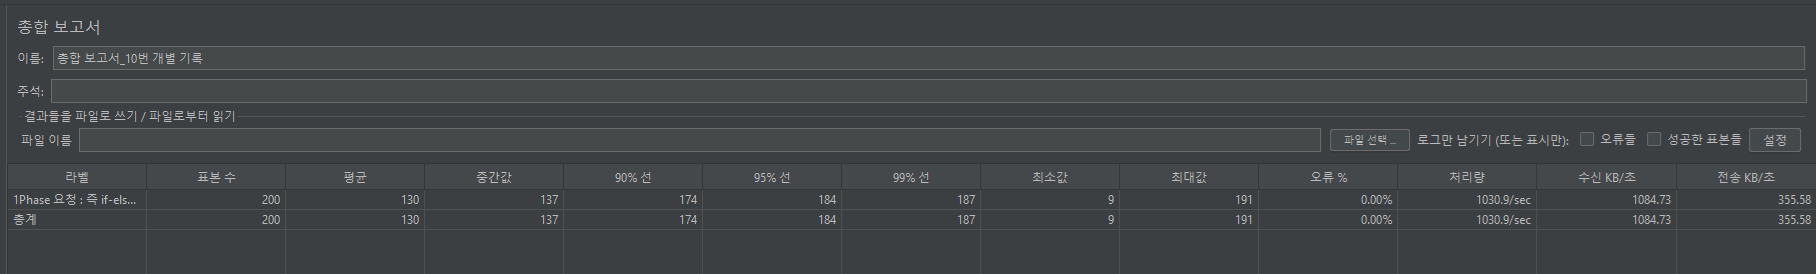 총합 보고서
이름: 총합 보고서_10번 개별 기록
주석:
결과들을 파일로 쓰기 / 파일로부터 읽기
파일 이름 파일 선택 ... 로그만 남기기 (또는 표시만): 오류들 성공한 표본들 설정
라벨 표본 수 평균 중간값 90% 선 95% 선 99% 선 최소값 최대값 오류 % 처리량 수신 KB/초 전송 KB/초
1Phase 요청 : 즉 if-els... 200 130 137 174 184 187 9 191 0.00% 1030.9/sec 1084.73 355.58
총계 200 130 137 174 184 187 9 191 0.00% 1030.9/sec 1084.73 355.58